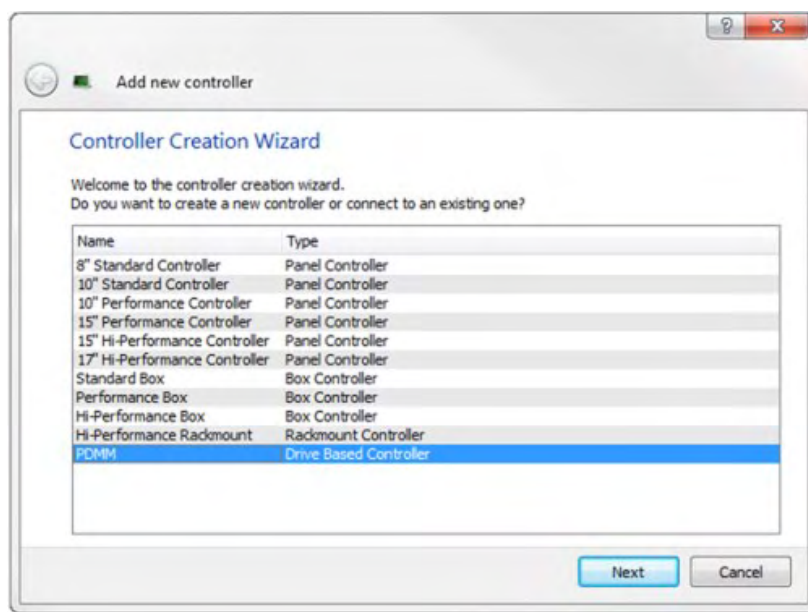 Add new controller
Controller Creation Wizard
Welcome to the controller creation wizard.
Do you want to create a new controller or connect to an existing one?
Name Type
8" Standard Controller Panel Controller
10" Standard Controller Panel Controller
10" Performance Controller Panel Controller
15" Performance Controller Panel Controller
15" Hi-Performance Controller Panel Controller
17" Hi-Performance Controller Panel Controller
Standard Box Box Controller
Performance Box Box Controller
Hi-Performance Box Box Controller
Hi-Performance Rackmount Rackmount Controller
PDMM Drive Based Controller
Next Cancel